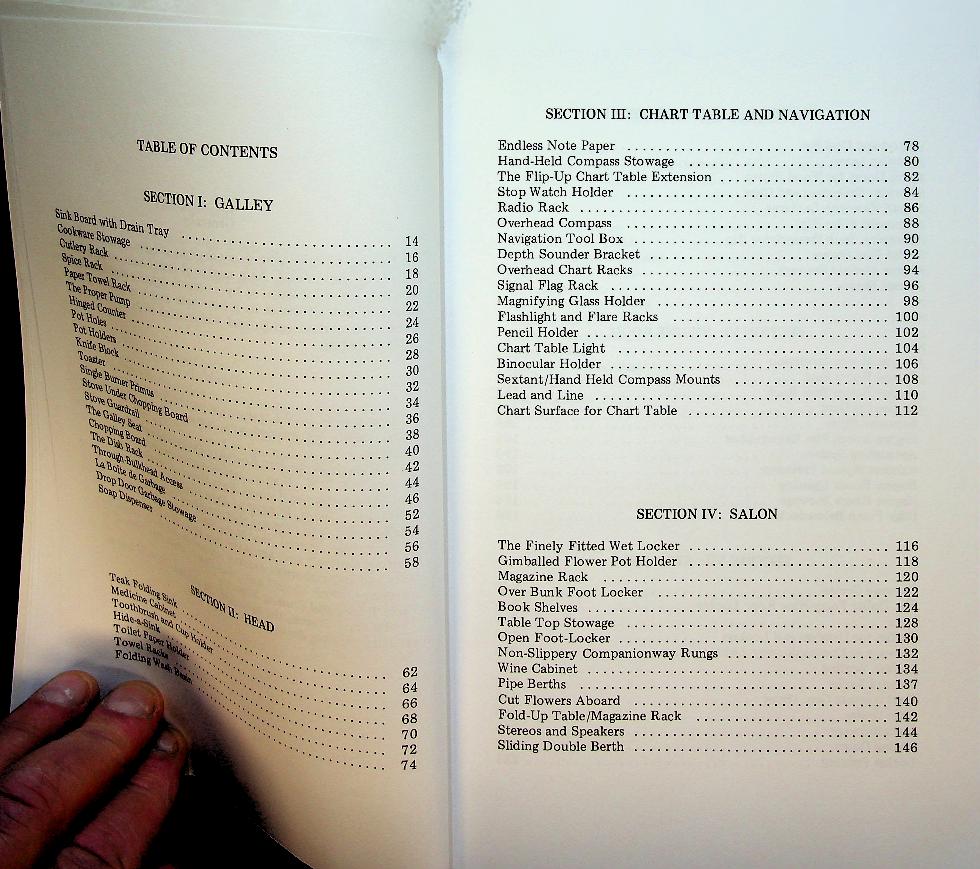 TABLE OF CONTENTS
SECTION I: GALLEY
Sink Board with Drain Tray ........ 14
Cookware Stowage ........ 16
Cutlery Rack ........ 18
Spice Rack ........ 20
Paper Towel Rack ........ 22
The Proper Pump ........ 24
Hinged Counter ........ 26
Pot Holes ........ 28
Pot Holders ........ 30
Knife Block ........ 32
Toaster ........ 34
Single Burner Primus ........ 36
Stove Under Chopping Board ........ 38
Stove Guardrail ........ 40
The Galley Seat ........ 42
Chopping Board ........ 44
The Dish Rack ........ 46
Through-Bulkhead Access ........ 52
La Boite de Garbage ........ 54
Drop Door Garbage Stowage ........ 56
Soap Dispenser ........ 58
SECTION II: HEAD
Teak Folding Sink ........ 62
Medicine Cabinet ........ 64
Toothbrush and Cup Holder ........ 66
Hide-a-Sink ........ 68
Toilet Paper Holder ........ 70
Towel Racks ........ 72
Folding Wash Basin ........ 74
SECTION III: CHART TABLE AND NAVIGATION
Endless Note Paper ........ 78
Hand-Held Compass Stowage ........ 80
The Flip-Up Chart Table Extension ........ 82
Stop Watch Holder ........ 84
Radio Rack ........ 86
Overhead Compass ........ 88
Navigation Tool Box ........ 90
Depth Sounder Bracket ........ 92
Overhead Chart Racks ........ 94
Signal Flag Rack ........ 96
Magnifying Glass Holder ........ 98
Flashlight and Flare Racks ........ 100
Pencil Holder ........ 102
Chart Table Light ........ 104
Binocular Holder ........ 106
Sextant/Hand Held Compass Mounts ........ 108
Lead and Line ........ 110
Chart Surface for Chart Table ........ 112
SECTION IV: SALON
The Finely Fitted Wet Locker ........ 116
Gimballed Flower Pot Holder ........ 118
Magazine Rack ........ 120
Over Bunk Foot Locker ........ 122
Book Shelves ........ 124
Table Top Stowage ........ 128
Open Foot-Locker ........ 130
Non-Slippery Companionway Rungs ........ 132
Wine Cabinet ........ 134
Pipe Berths ........ 137
Cut Flowers Aboard ........ 140
Fold-Up Table/Magazine Rack ........ 142
Stereos and Speakers ........ 144
Sliding Double Berth ........ 146